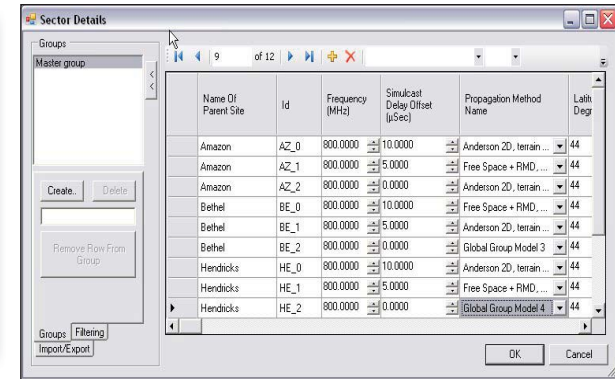 Sector Details
Groups
Master group
Create..
Delete
Remove Row From
Group
Groups
Filtering
Import/Export
9 of 12
Name Of
Parent Site
Id
Frequency
(MHz)
Simulcast
Delay Offset
(µSec)
Propagation Method
Name
Latitu
Degr
Amazon AZ_0 800.0000 10.0000 Anderson 2D, terrain ... 44
Amazon AZ_1 800.0000 5.0000 Free Space + RMD, ... 44
Amazon AZ_2 800.0000 0.0000 Anderson 2D, terrain ... 44
Bethel BE_0 800.0000 10.0000 Free Space + RMD, ... 44
Bethel BE_1 800.0000 5.0000 Anderson 2D, terrain ... 44
Bethel BE_2 800.0000 0.0000 Global Group Model 3 44
Hendricks HE_0 800.0000 10.0000 Anderson 2D, terrain ... 44
Hendricks HE_1 800.0000 5.0000 Free Space + RMD, ... 44
Hendricks HE_2 800.0000 0.0000 Global Group Model 4 44
OK
Cancel